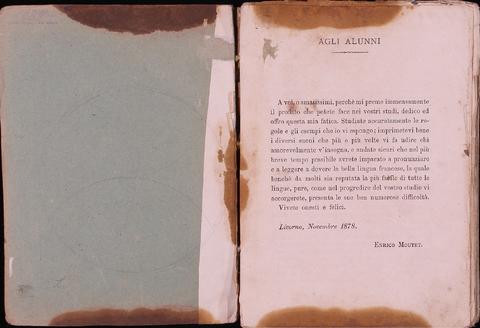 AGLI ALUNNI
A voi, o amatissimi, perchè mi preme immensamente
il profitto che potete fare nei vostri studi, dedico ed
offro questa mia fatica. Studiate accuratamente le re-
gole e gli esempi che io vi espongo; imprimetevi bene
i diversi suoni che più e più volte vi fa udire chi
amorevolmente v'insegna, e andate sicuri che nel più
breve tempo possibile avrete imparato a pronunziare
e a leggere a dovere la bella lingua francese, la quale
benchè da molti sia reputata la più facile di tutte le
lingue, pure, come nel progredire del vostro studio vi
accorgerete, presenta le sue ben numerose difficoltà.
Vivete onesti e felici.
Livorno, Novembre 1878.
ENRICO MOUTET.